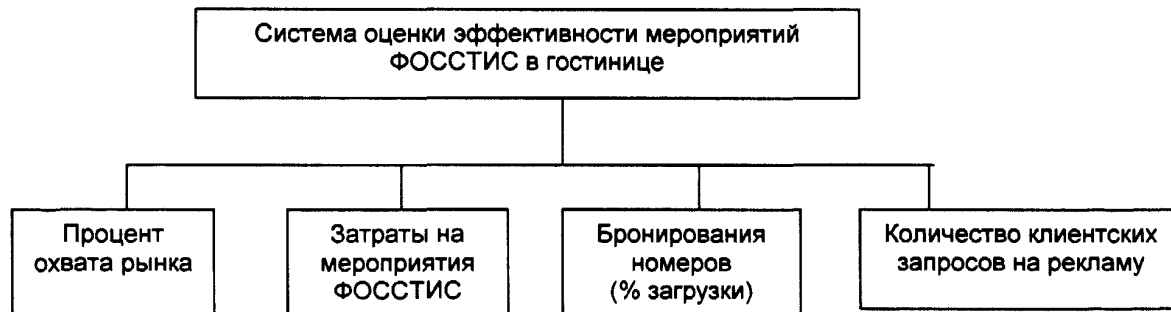 Система оценки эффективности мероприятий
ФОССТИС в гостинице
Процент
охвата рынка
Затраты на
мероприятия
ФОССТИС
Бронирования
номеров
(% загрузки)
Количество клиентских
запросов на рекламу